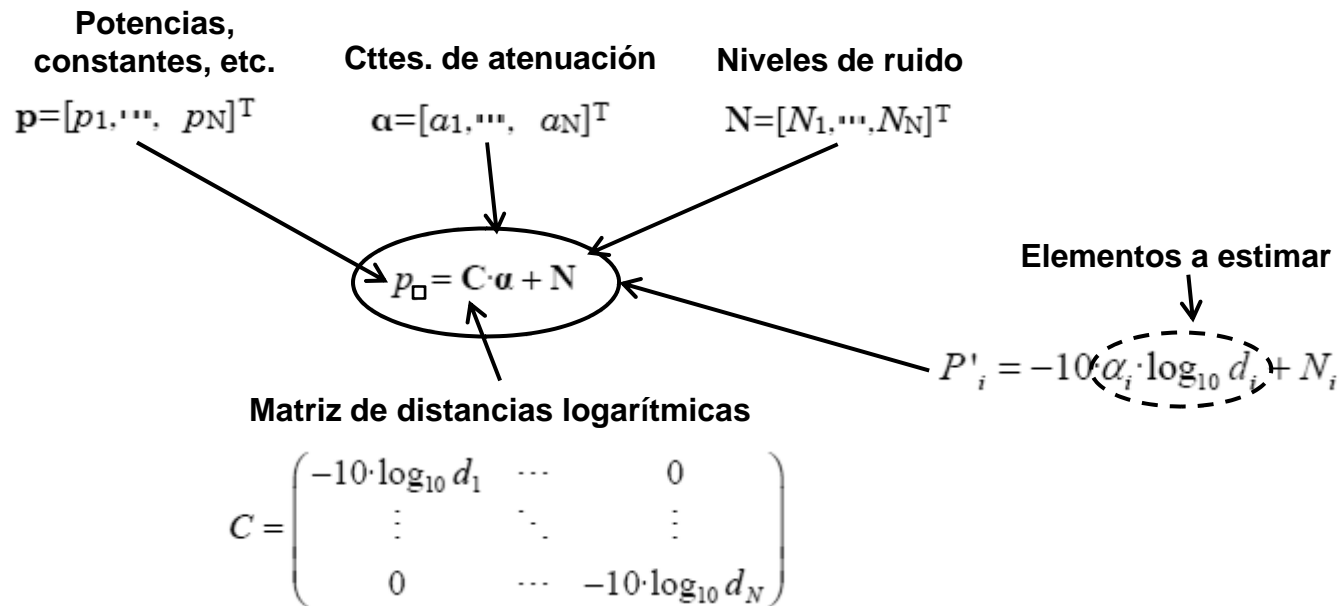 Potencias,
constantes, etc.
Cttes. de atenuación
Niveles de ruido
p=[p1,..., pN]^T
α=[a1,..., aN]^T
N=[N1,...,NN]^T
p□ = C·α + N
Elementos a estimar
P'i = −10·αi·log10 di + Ni
Matriz de distancias logarítmicas
C = ( −10·log10 d1 ⋯ 0
⋮ ⋱ ⋮
0 ⋯ −10·log10 dN )